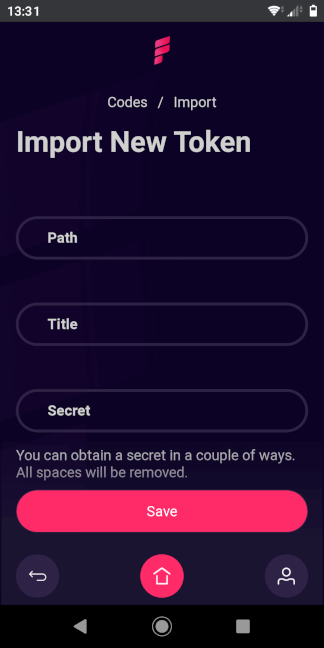 13:31
Codes / Import
Import New Token
Path
Title
Secret
You can obtain a secret in a couple of ways.
All spaces will be removed.
Save